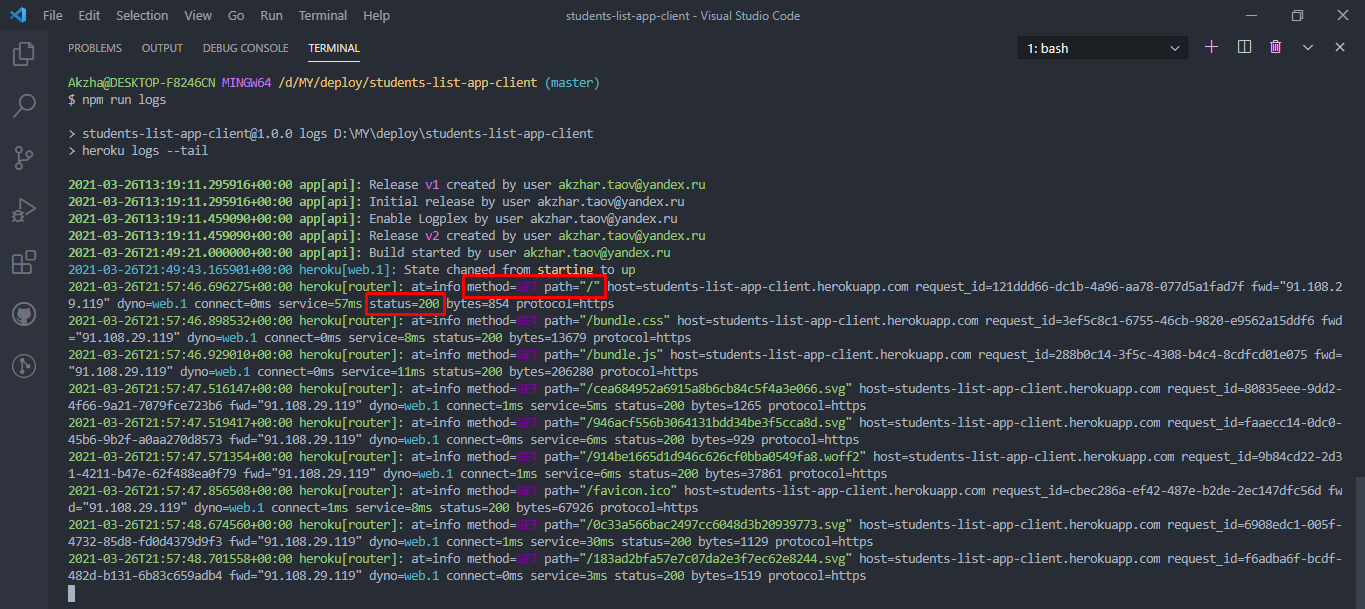 File Edit Selection View Go Run Terminal Help students-list-app-client - Visual Studio Code
PROBLEMS OUTPUT DEBUG CONSOLE TERMINAL 1: bash
Akzha@DESKTOP-F8246CN MINGW64 /d/MY/deploy/students-list-app-client (master)
$ npm run logs
> students-list-app-client@1.0.0 logs D:\MY\deploy\students-list-app-client
> heroku logs --tail
2021-03-26T13:19:11.295916+00:00 app[api]: Release v1 created by user akzhar.taov@yandex.ru
2021-03-26T13:19:11.295916+00:00 app[api]: Initial release by user akzhar.taov@yandex.ru
2021-03-26T13:19:11.459090+00:00 app[api]: Enable Logplex by user akzhar.taov@yandex.ru
2021-03-26T13:19:11.459090+00:00 app[api]: Release v2 created by user akzhar.taov@yandex.ru
2021-03-26T21:49:21.000000+00:00 app[api]: Build started by user akzhar.taov@yandex.ru
2021-03-26T21:49:43.165901+00:00 heroku[web.1]: State changed from starting to up
2021-03-26T21:57:46.696275+00:00 heroku[router]: at=info method=GET path="/" host=students-list-app-client.herokuapp.com request_id=121ddd66-dc1b-4a96-aa78-077d5a1fad7f fwd="91.108.2
9.119" dyno=web.1 connect=0ms service=57ms status=200 bytes=854 protocol=https
2021-03-26T21:57:46.898532+00:00 heroku[router]: at=info method=GET path="/bundle.css" host=students-list-app-client.herokuapp.com request_id=3ef5c8c1-6755-46cb-9820-e9562a15ddf6 fwd
="91.108.29.119" dyno=web.1 connect=0ms service=8ms status=200 bytes=13679 protocol=https
2021-03-26T21:57:46.929010+00:00 heroku[router]: at=info method=GET path="/bundle.js" host=students-list-app-client.herokuapp.com request_id=288b0c14-3f5c-4308-b4c4-8cdfcd01e075 fwd=
"91.108.29.119" dyno=web.1 connect=0ms service=11ms status=200 bytes=206280 protocol=https
2021-03-26T21:57:47.516147+00:00 heroku[router]: at=info method=GET path="/cea684952a6915a8b6cb84c5f4a3e066.svg" host=students-list-app-client.herokuapp.com request_id=80835eee-9dd2-
4f66-9a21-7079fce723b6 fwd="91.108.29.119" dyno=web.1 connect=1ms service=5ms status=200 bytes=1265 protocol=https
2021-03-26T21:57:47.519417+00:00 heroku[router]: at=info method=GET path="/946acf556b3064131bdd34be3f5cca8d.svg" host=students-list-app-client.herokuapp.com request_id=faaecc14-0dc0-
45b6-9b2f-a0aa270d8573 fwd="91.108.29.119" dyno=web.1 connect=0ms service=6ms status=200 bytes=929 protocol=https
2021-03-26T21:57:47.571354+00:00 heroku[router]: at=info method=GET path="/914be1665d1d946c626cf0bba0549fa8.woff2" host=students-list-app-client.herokuapp.com request_id=9b84cd22-2d3
1-4211-b47e-62f488ea0f79 fwd="91.108.29.119" dyno=web.1 connect=1ms service=6ms status=200 bytes=37861 protocol=https
2021-03-26T21:57:47.856508+00:00 heroku[router]: at=info method=GET path="/favicon.ico" host=students-list-app-client.herokuapp.com request_id=cbec286a-ef42-487e-b2de-2ec147dfc56d fw
d="91.108.29.119" dyno=web.1 connect=1ms service=8ms status=200 bytes=67926 protocol=https
2021-03-26T21:57:48.674560+00:00 heroku[router]: at=info method=GET path="/0c33a566bac2497cc6048d3b20939773.svg" host=students-list-app-client.herokuapp.com request_id=6908edc1-005f-
4732-85d8-fd0d4379d9f3 fwd="91.108.29.119" dyno=web.1 connect=1ms service=30ms status=200 bytes=1129 protocol=https
2021-03-26T21:57:48.701558+00:00 heroku[router]: at=info method=GET path="/183ad2bfa57e7c07da2e3f7ec62e8244.svg" host=students-list-app-client.herokuapp.com request_id=f6adba6f-bcdf-
482d-b131-6b83c659adb4 fwd="91.108.29.119" dyno=web.1 connect=0ms service=3ms status=200 bytes=1519 protocol=https